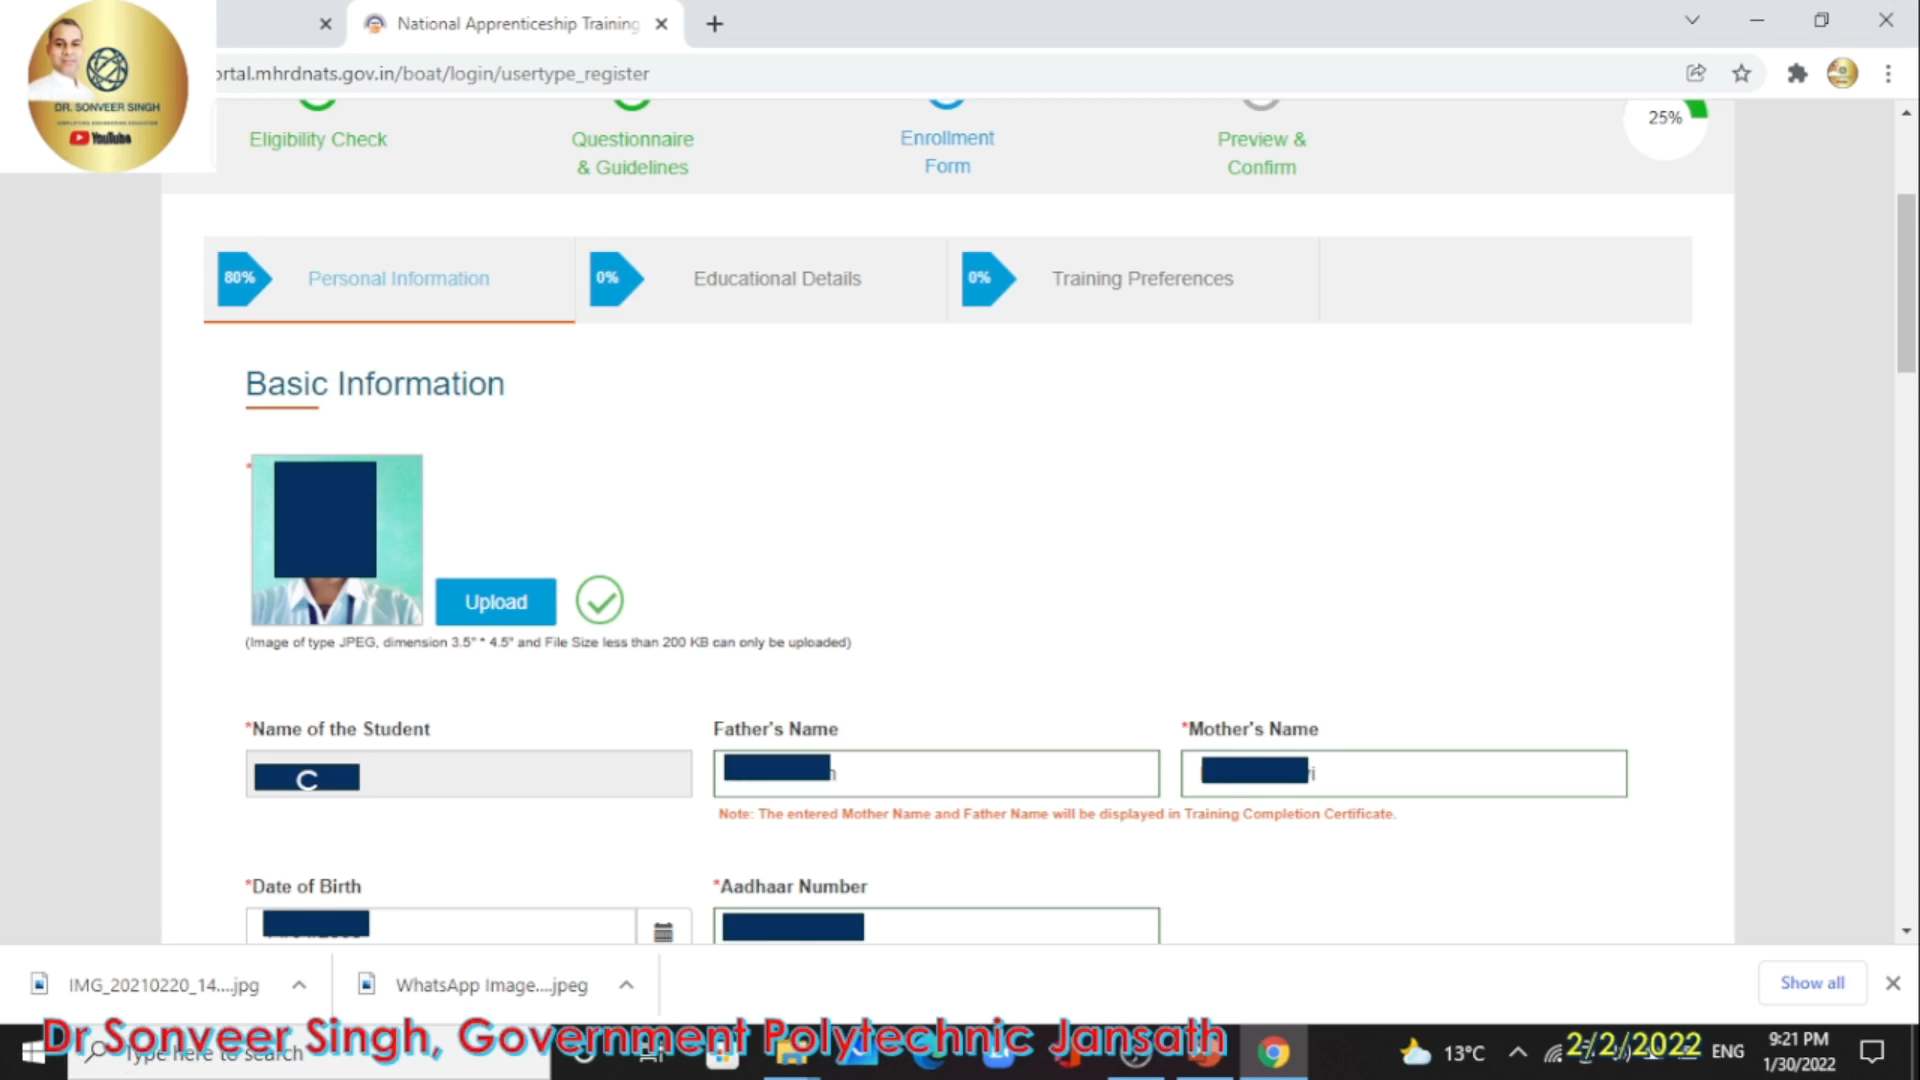 National Apprenticeship Training
ortal.mhrdnats.gov.in/boat/login/usertype_register
DR. SONVEER SINGH
SIMPLIFYING ENGINEERING EDUCATION
YouTube
Eligibility Check
Questionnaire
& Guidelines
Enrollment
Form
Preview &
Confirm
25%
80% Personal Information
0% Educational Details
0% Training Preferences
Basic Information
*
Upload
(Image of type JPEG, dimension 3.5" * 4.5" and File Size less than 200 KB can only be uploaded)
*Name of the Student
Father's Name
*Mother's Name
C
Note: The entered Mother Name and Father Name will be displayed in Training Completion Certificate.
*Date of Birth
*Aadhaar Number
IMG_20210220_14....jpg
WhatsApp Image....jpeg
Show all
Dr Sonveer Singh, Government Polytechnic Jansath
Type here to search
13°C
2/2/2022
ENG
9:21 PM
1/30/2022